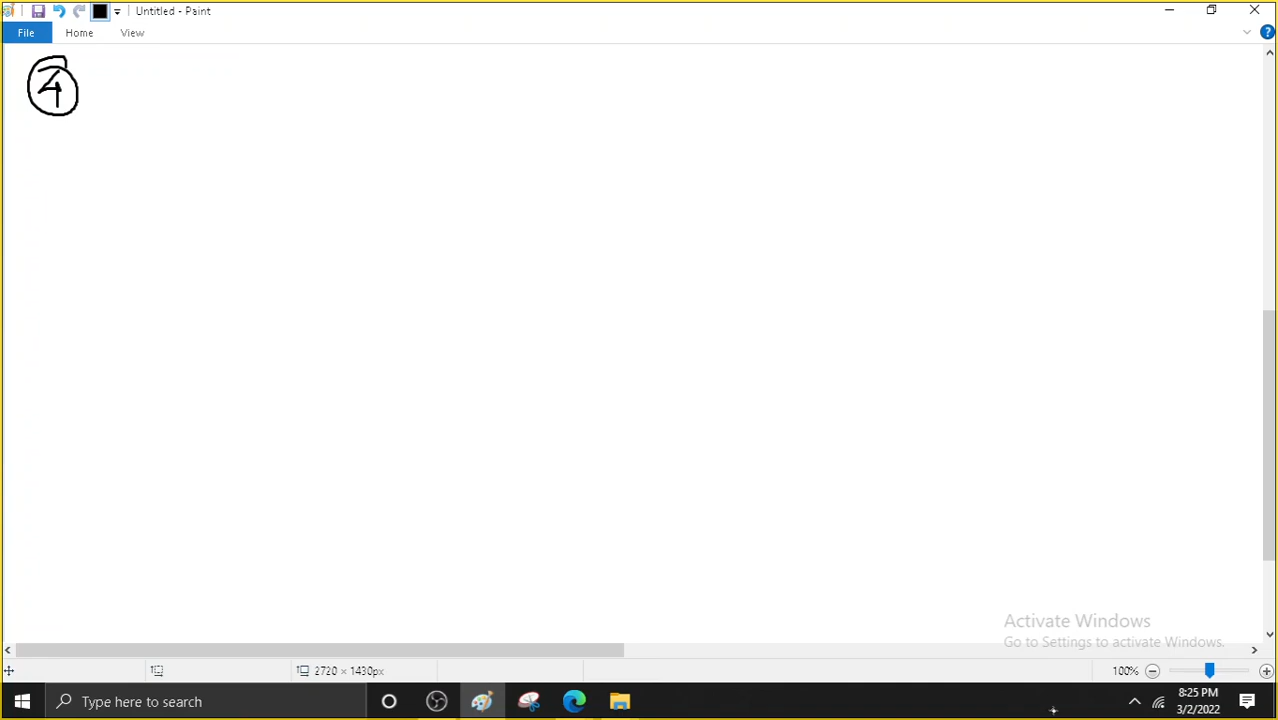 Untitled - Paint
File Home View
4
Activate Windows
Go to Settings to activate Windows.
2720 × 1430px 100%
Type here to search
8:25 PM
3/2/2022